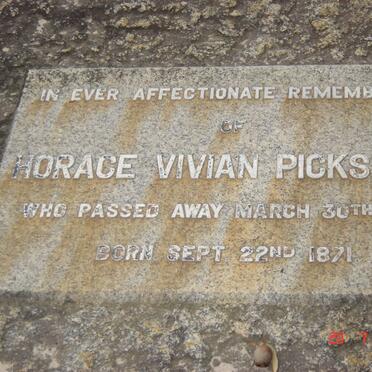 IN EVER AFFECTIONATE REMEMB
OF
HORACE VIVIAN PICKS
WHO PASSED AWAY MARCH 30TH
BORN SEPT 22ND 1871